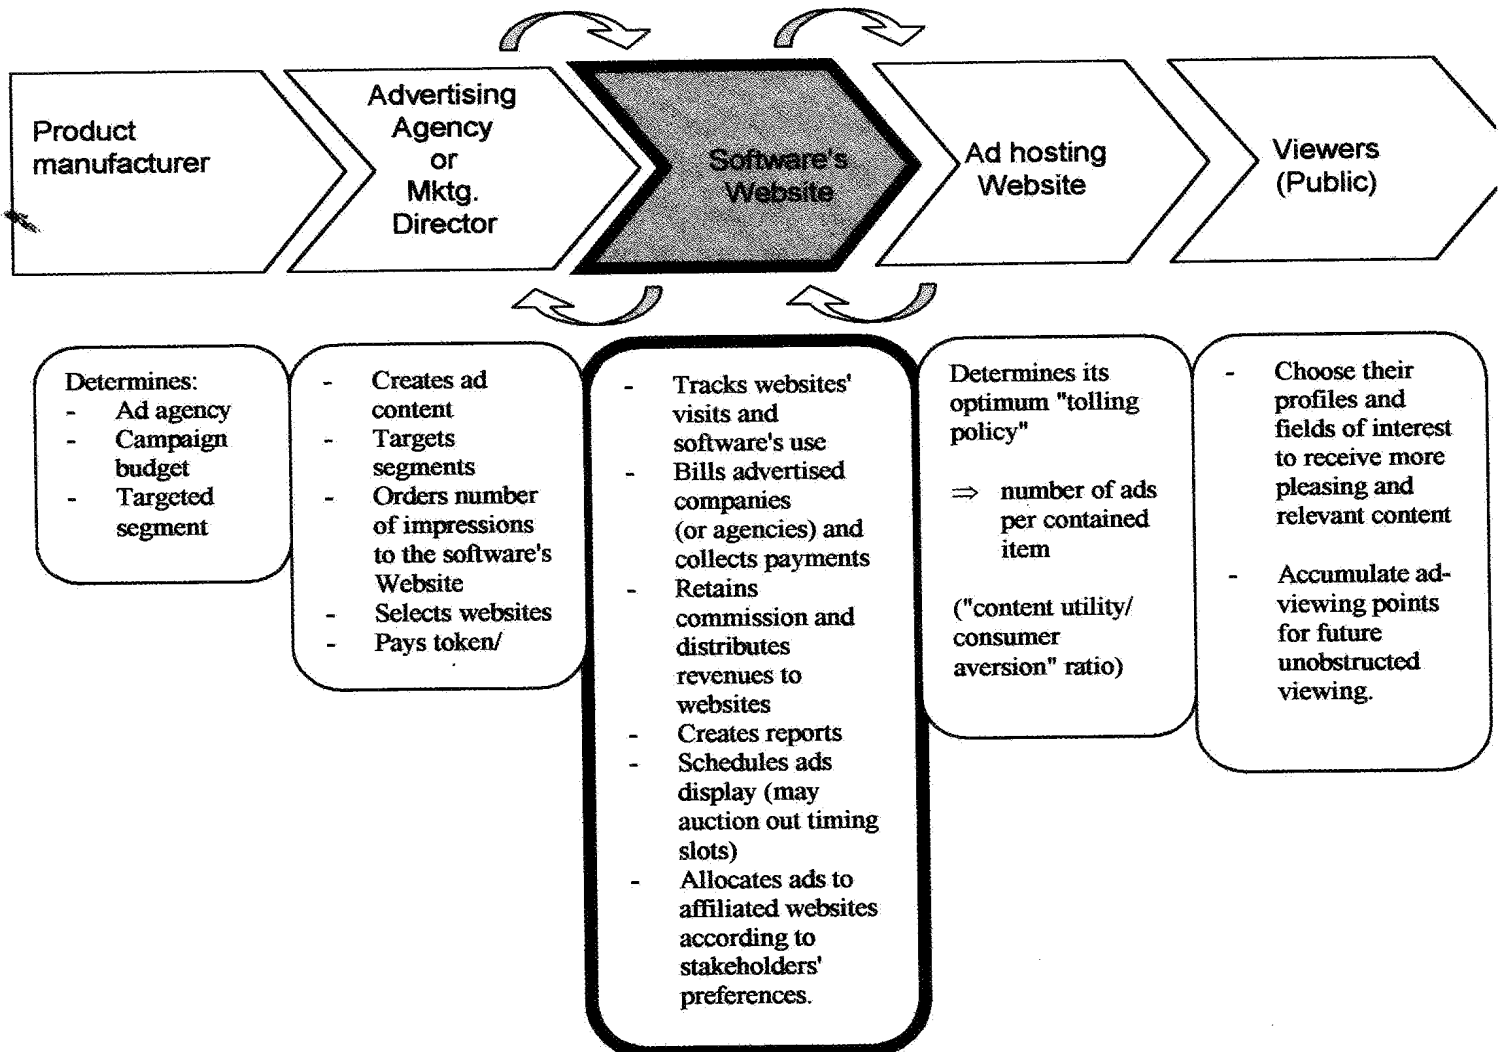 Product
manufacturer
Advertising
Agency
or
Mktg.
Director
Software's
Website
Ad hosting
Website
Viewers
(Public)
Determines:
- Ad agency
- Campaign
budget
- Targeted
segment
- Creates ad
content
- Targets
segments
- Orders number
of impressions
to the software's
Website
- Selects websites
- Pays token/
- Tracks websites'
visits and
software's use
- Bills advertised
companies
(or agencies) and
collects payments
- Retains
commission and
distributes
revenues to
websites
- Creates reports
- Schedules ads
display (may
auction out timing
slots)
- Allocates ads to
affiliated websites
according to
stakeholders'
preferences.
Determines its
optimum "tolling
policy"
⇒ number of ads
per contained
item
("content utility/
consumer
aversion" ratio)
- Choose their
profiles and
fields of interest
to receive more
pleasing and
relevant content
- Accumulate ad-
viewing points
for future
unobstructed
viewing.